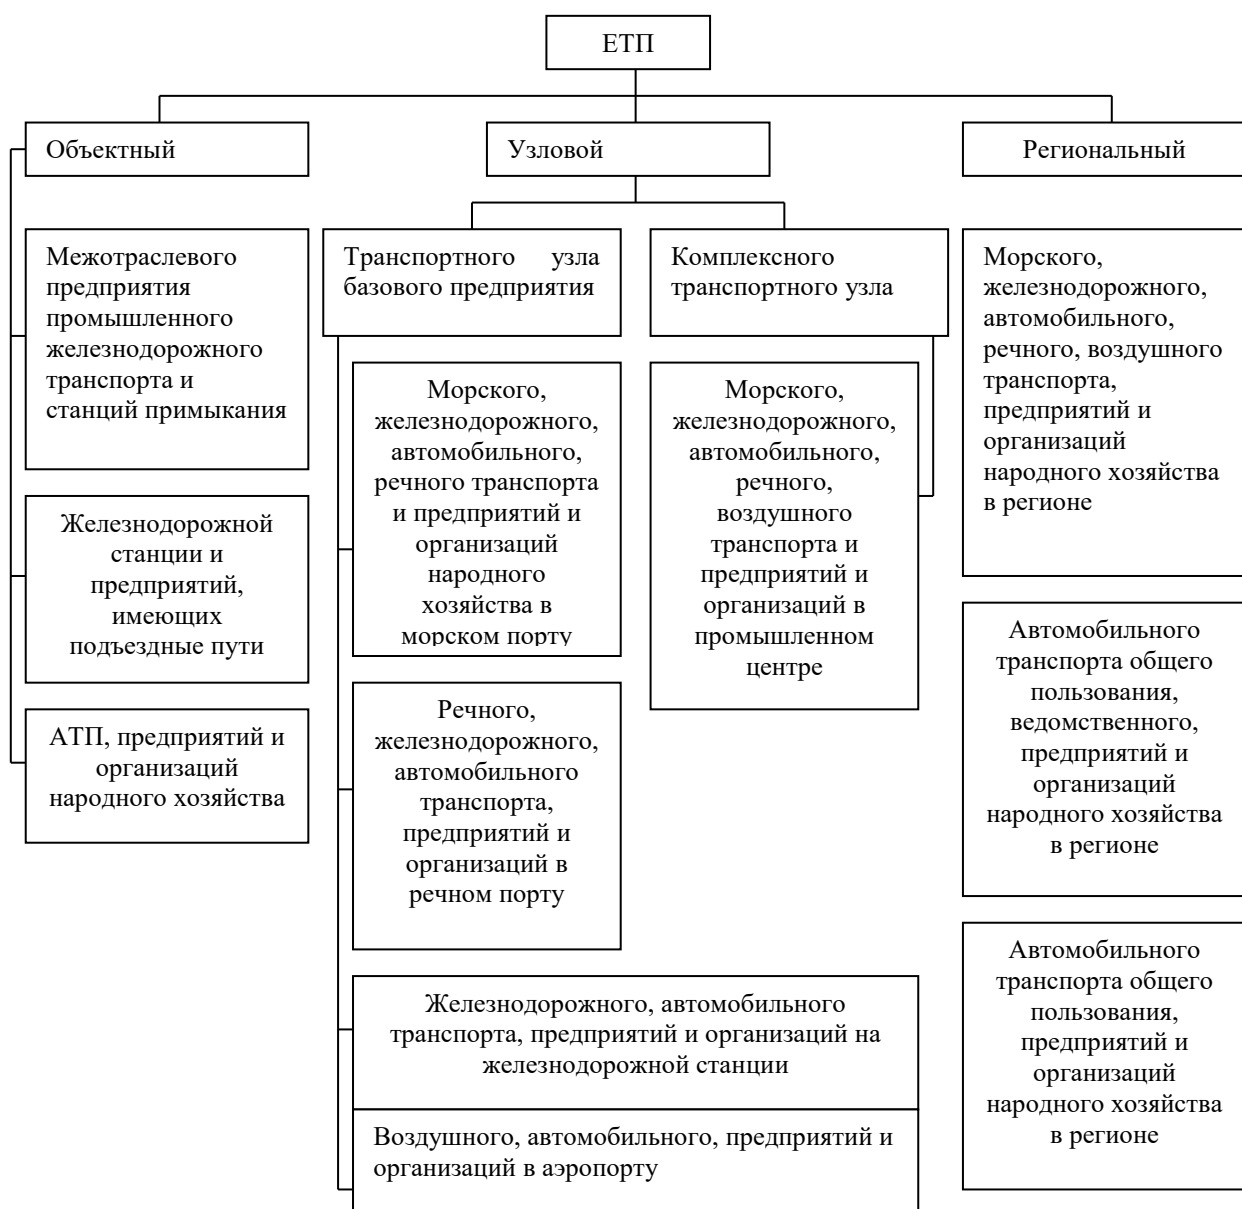 ЕТП
Объектный
Узловой
Региональный
Межотраслевого
предприятия
промышленного
железнодорожного
транспорта и
станций примыкания
Железнодорожной
станции и
предприятий,
имеющих
подъездные пути
АТП, предприятий и
организаций
народного хозяйства
Транспортного узла
базового предприятия
Морского,
железнодорожного,
автомобильного,
речного транспорта
и предприятий и
организаций
народного
хозяйства в
морском порту
Речного,
железнодорожного,
автомобильного
транспорта,
предприятий и
организаций в
речном порту
Железнодорожного, автомобильного
транспорта, предприятий и организаций на
железнодорожной станции
Воздушного, автомобильного, предприятий и
организаций в аэропорту
Комплексного
транспортного узла
Морского,
железнодорожного,
автомобильного,
речного,
воздушного
транспорта и
предприятий и
организаций в
промышленном
центре
Морского,
железнодорожного,
автомобильного,
речного, воздушного
транспорта,
предприятий и
организаций
народного хозяйства
в регионе
Автомобильного
транспорта общего
пользования,
ведомственного,
предприятий и
организаций
народного хозяйства
в регионе
Автомобильного
транспорта общего
пользования,
предприятий и
организаций
народного хозяйства
в регионе